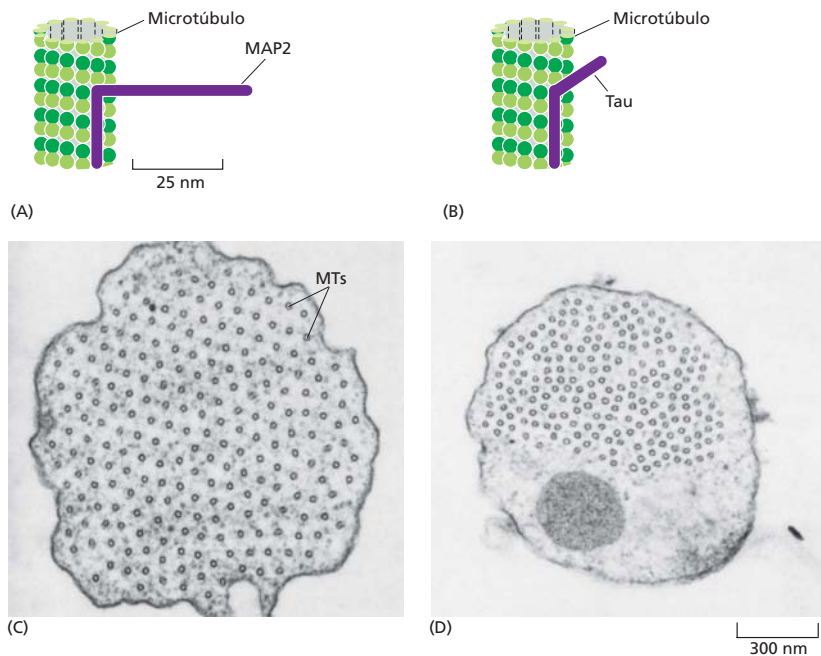 Microtúbulo
MAP2
25 nm
(A)
Microtúbulo
Tau
(B)
MTs
(C)
(D)
300 nm